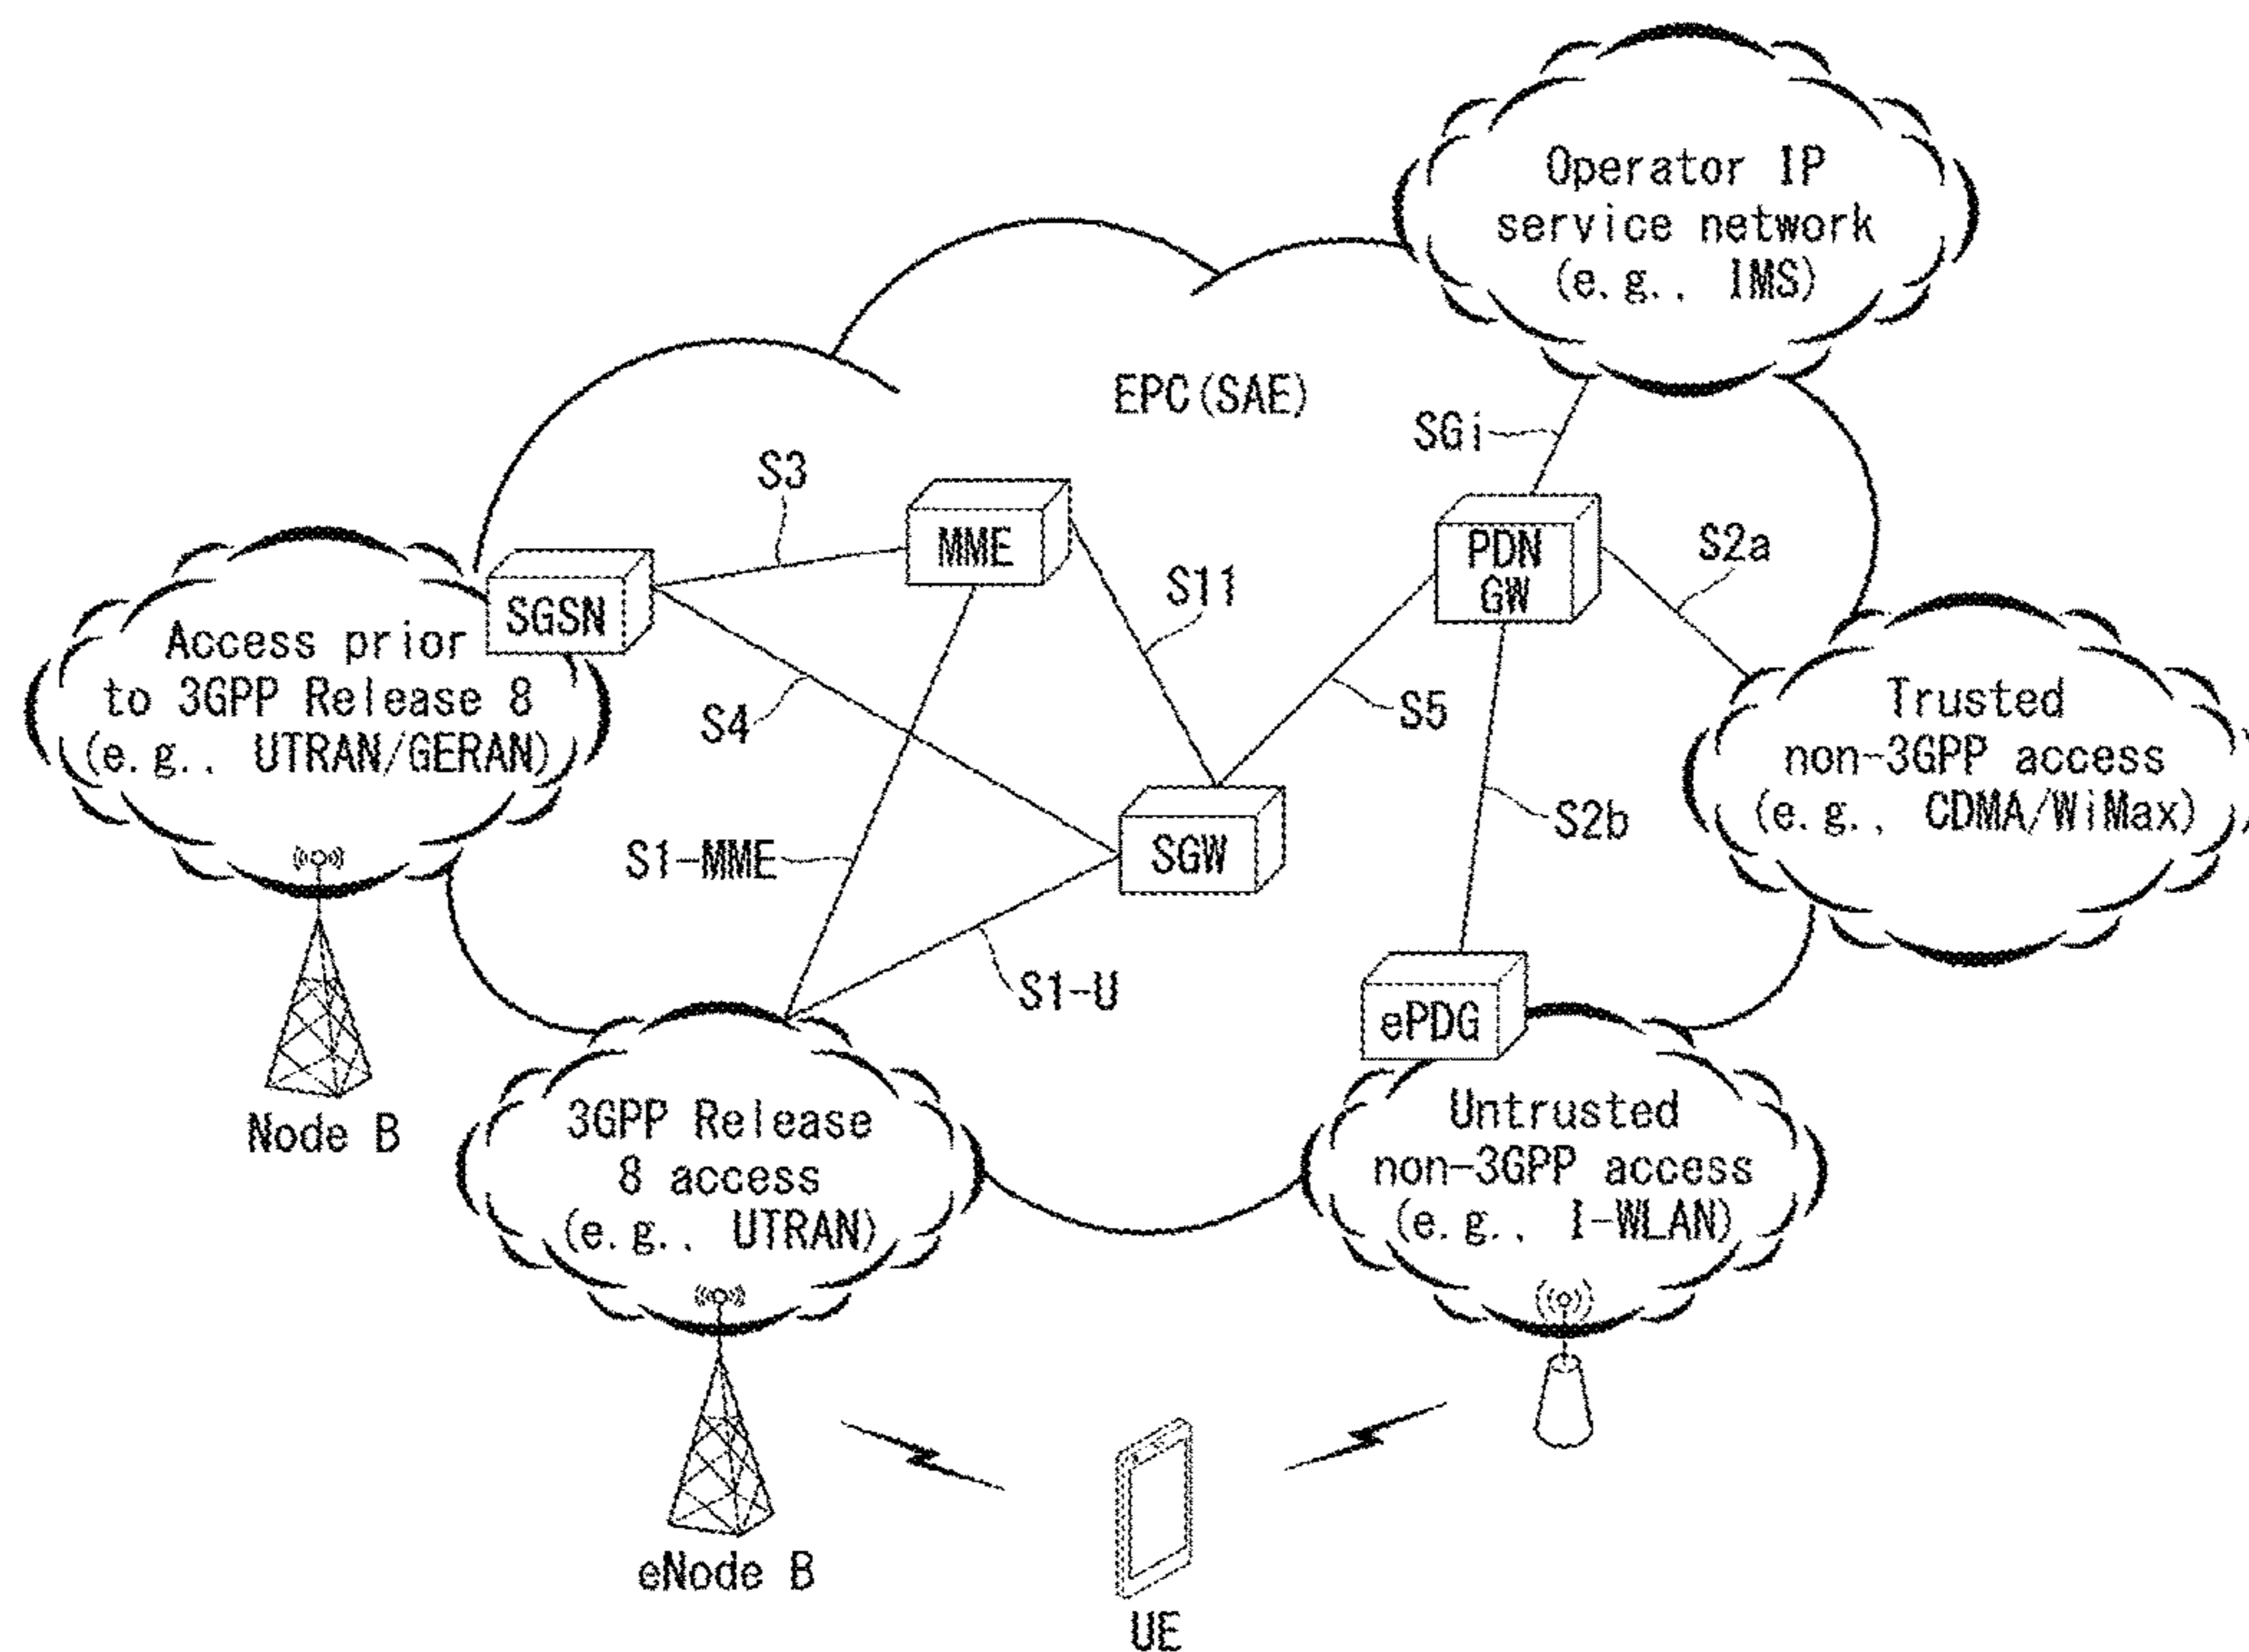 Operator IP
service network
(e.g., IMS)
EPC(SAE)
SGi
S3
MME
PDN
GW
S2a
SGSN
S11
Access prior
to 3GPP Release 8
(e.g., UTRAN/GERAN)
S4
S5
Trusted
non-3GPP access
(e.g., CDMA/WiMax)
S1-MME
SGW
S2b
S1-U
ePDG
Node B
3GPP Release
8 access
(e.g., UTRAN)
Untrusted
non-3GPP access
(e.g., I-WLAN)
eNode B
UE